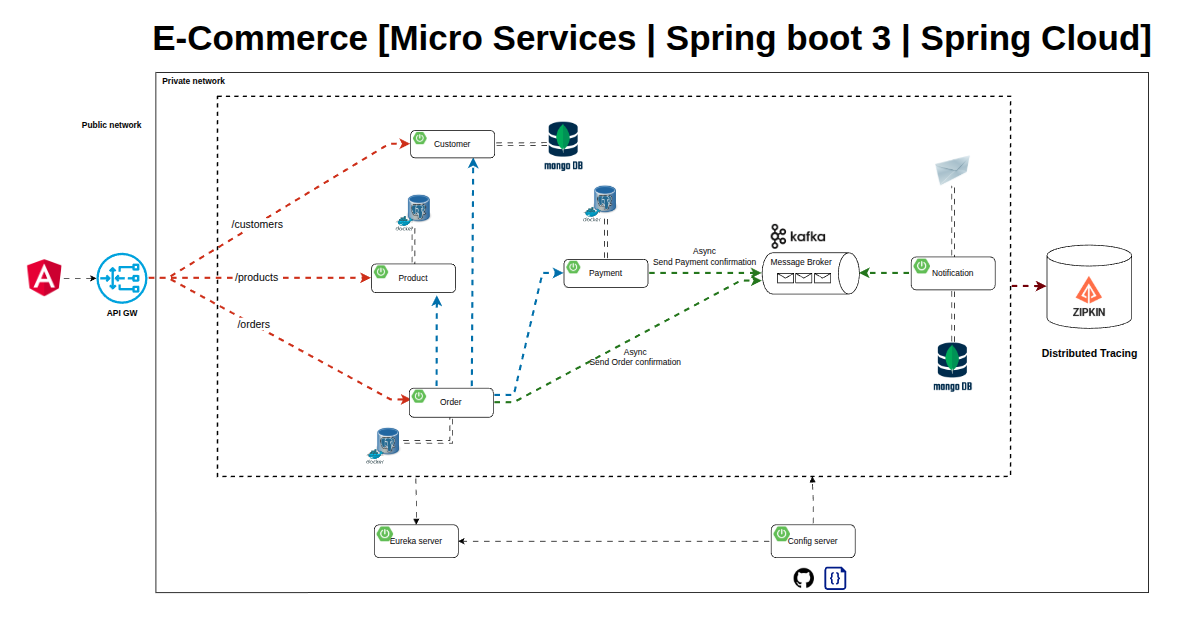 E-Commerce [Micro Services | Spring boot 3 | Spring Cloud]
Private network
Public network
Customer
mongo DB
docker
docker
/customers
kafka
Async
Send Payment confirmation
Message Broker
A
/products
Product
Payment
Notification
API GW
ZIPKIN
/orders
Async
Send Order confirmation
Distributed Tracing
mongo DB
Order
docker
Eureka server
Config server
{}